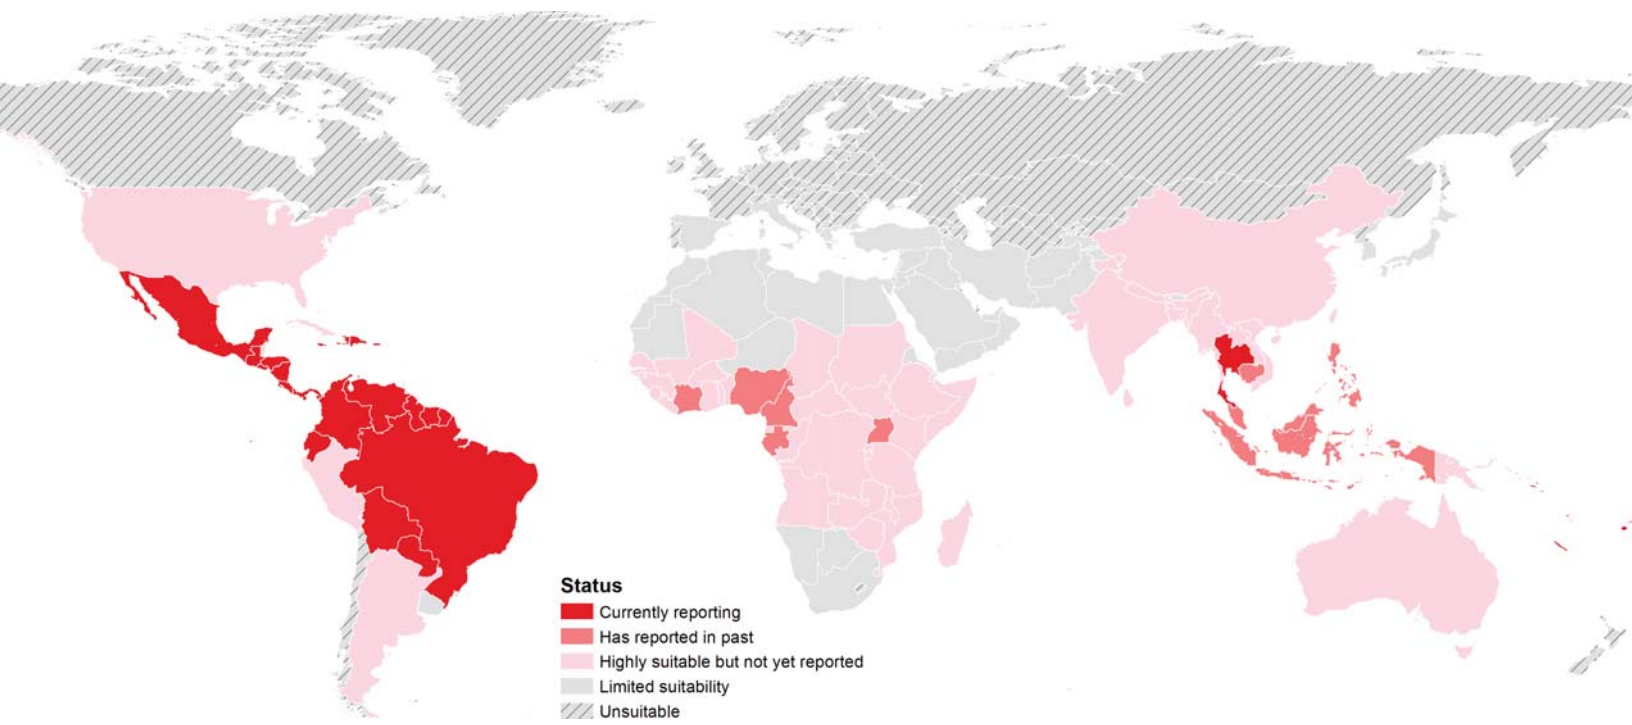 Status
Currently reporting
Has reported in past
Highly suitable but not yet reported
Limited suitability
Unsuitable